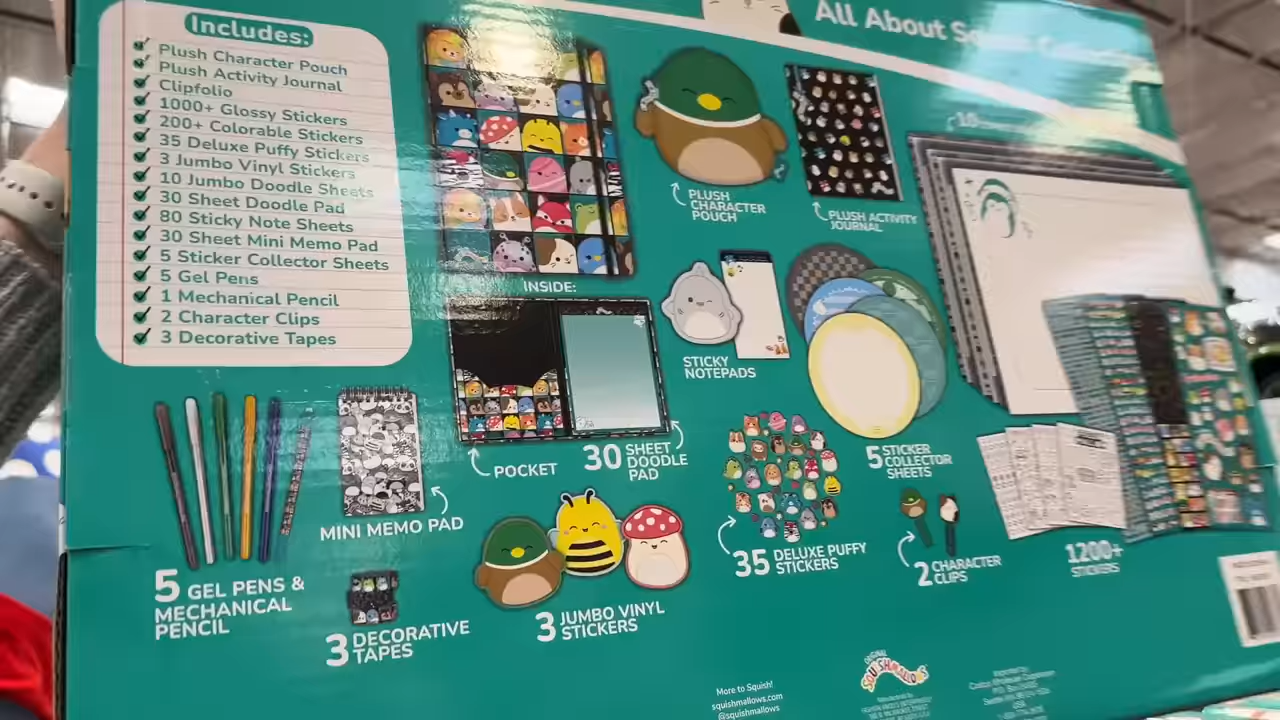 Includes:
Plush Character Pouch
Plush Activity Journal
Clipfolio
1000+ Glossy Stickers
200+ Colorable Stickers
35 Deluxe Puffy Stickers
3 Jumbo Vinyl Stickers
10 Jumbo Doodle Sheets
30 Sheet Doodle Pad
80 Sticky Note Sheets
30 Sheet Mini Memo Pad
5 Sticker Collector Sheets
5 Gel Pens
1 Mechanical Pencil
2 Character Clips
3 Decorative Tapes
All About
PLUSH
CHARACTER
POUCH
PLUSH ACTIVITY
JOURNAL
10
INSIDE:
STICKY
NOTEPADS
POCKET
30 SHEET
DOODLE
PAD
5 STICKER
COLLECTOR
SHEETS
MINI MEMO PAD
5 GEL PENS &
MECHANICAL
PENCIL
3 DECORATIVE
TAPES
3 JUMBO VINYL
STICKERS
35 DELUXE PUFFY
STICKERS
2 CHARACTER
CLIPS
1200+
STICKERS
More to Squish!
squishmallows.com
@squishmallows
ORIGINAL
SQUISHMALLOWS